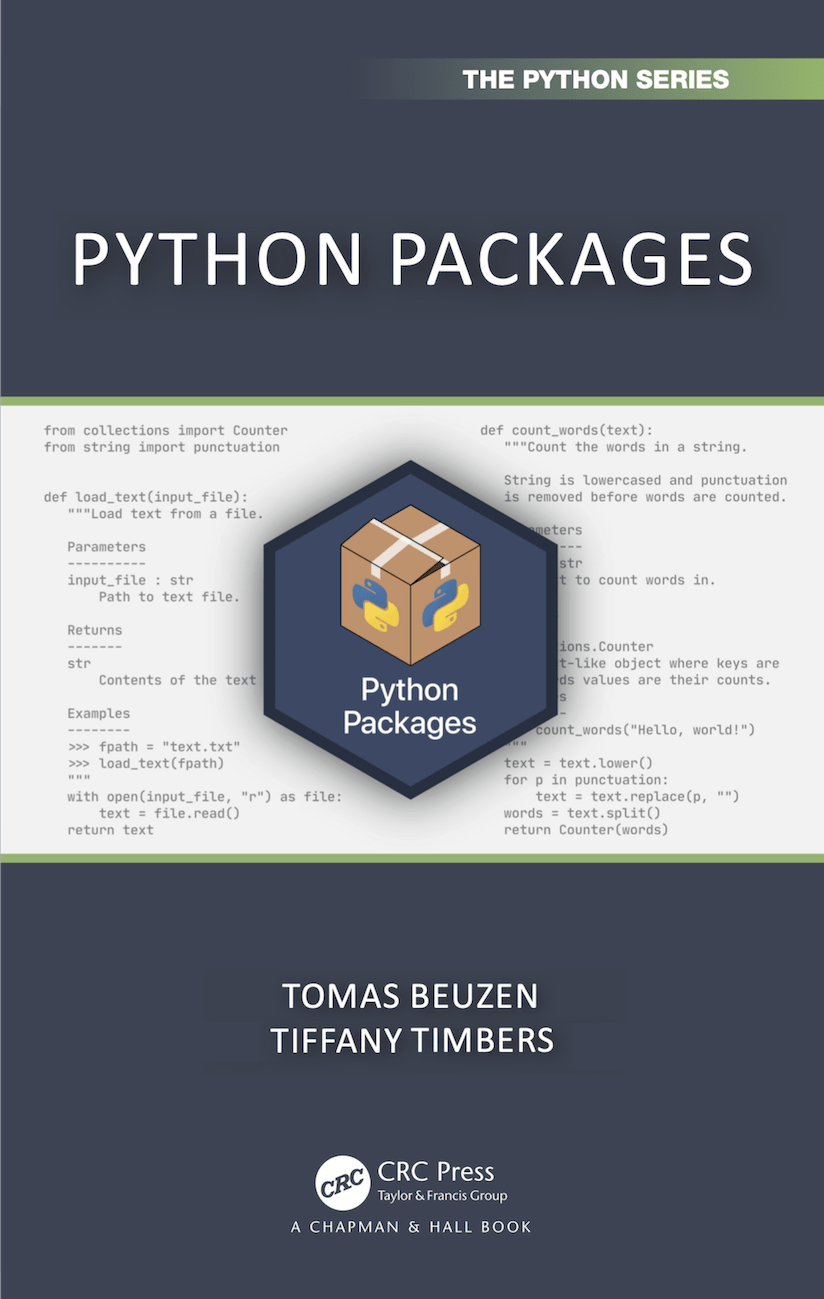 THE PYTHON SERIES
PYTHON PACKAGES
from collections import Counter
from string import punctuation
def load_text(input_file):
"""Load text from a file.
Parameters
----------
input_file : str
Path to text file.
Returns
-------
str
Contents of the text
Examples
--------
>>> fpath = "text.txt"
>>> load_text(fpath)
"""
with open(input_file, "r") as file:
text = file.read()
return text
def count_words(text):
"""Count the words in a string.
String is lowercased and punctuation
is removed before words are counted.
meters
---
str
to count words in.
ions.Counter
t-like object where keys are
ds values are their counts.
s
--
count_words("Hello, world!")
"""
text = text.lower()
for p in punctuation:
text = text.replace(p, "")
words = text.split()
return Counter(words)
Python
Packages
TOMAS BEUZEN
TIFFANY TIMBERS
CRC
CRC Press
Taylor & Francis Group
A CHAPMAN & HALL BOOK